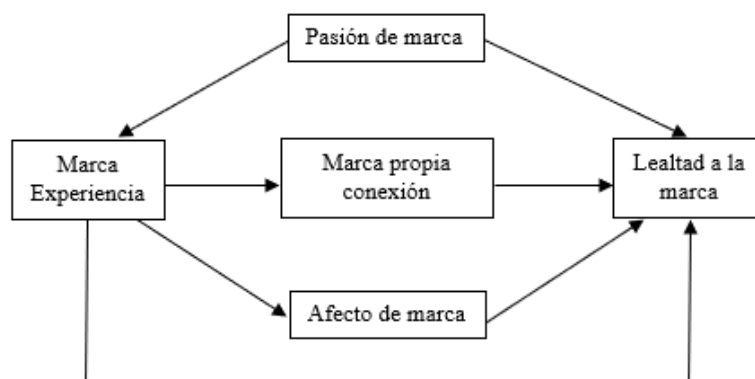 Pasión de marca
Marca
Experiencia
Marca propia
conexión
Lealtad a la
marca
Afecto de marca